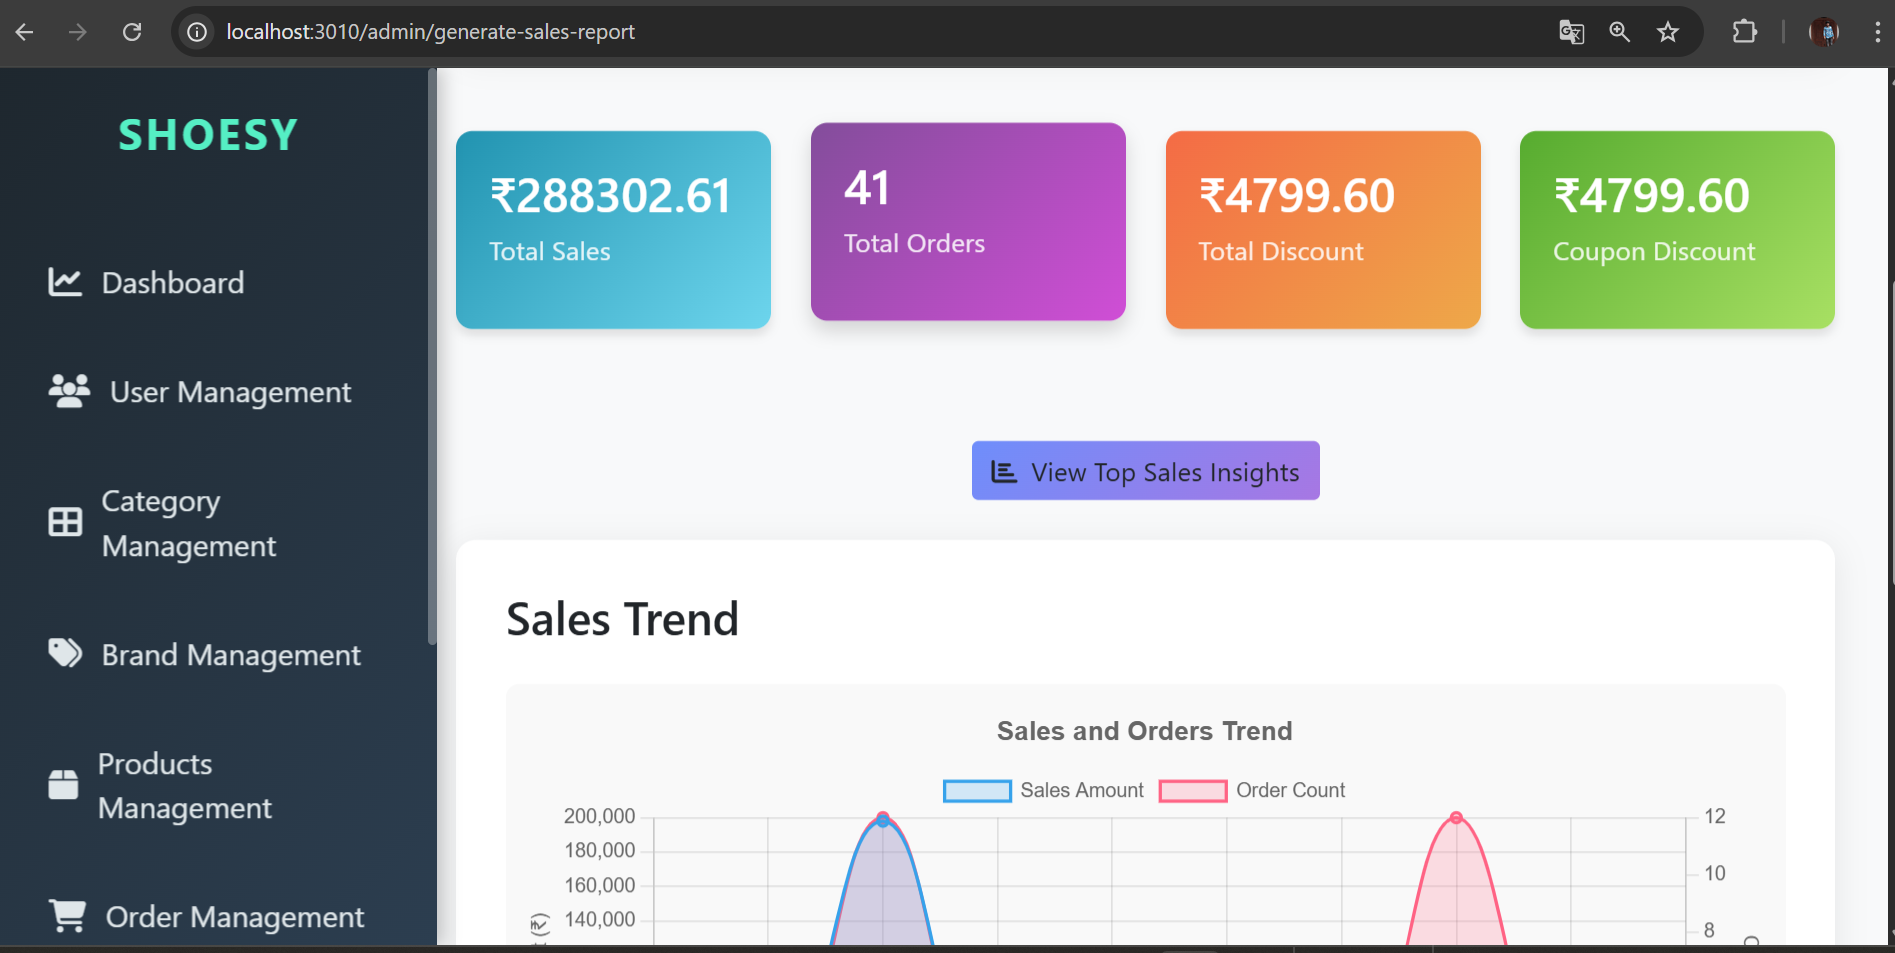 localhost:3010/admin/generate-sales-report
SHOESY
Dashboard
User Management
Category
Management
Brand Management
Products
Management
Order Management
₹288302.61
Total Sales
41
Total Orders
₹4799.60
Total Discount
₹4799.60
Coupon Discount
View Top Sales Insights
Sales Trend
Sales and Orders Trend
Sales Amount
Order Count
200,000
180,000
160,000
140,000
12
10
8